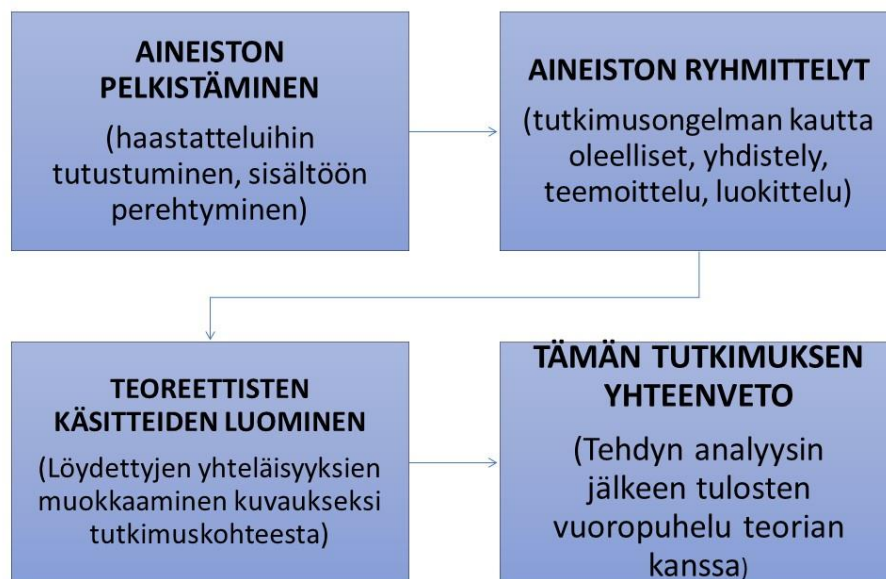 AINEISTON
PELKISTÄMINEN
(haastatteluihin
tutustuminen, sisältöön
perehtyminen)
AINEISTON RYHMITTELYT
(tutkimusongelman kautta
oleelliset, yhdistely,
teemoittelu, luokittelu)
TEOREETTISTEN
KÄSITTEIDEN LUOMINEN
(Löydettyjen yhteläisyyksien
muokkaaminen kuvaukseksi
tutkimuskohteesta)
TÄMÄN TUTKIMUKSEN
YHTEENVETO
(Tehdyn analyysin
jälkeen tulosten
vuoropuhelu teorian
kanssa)